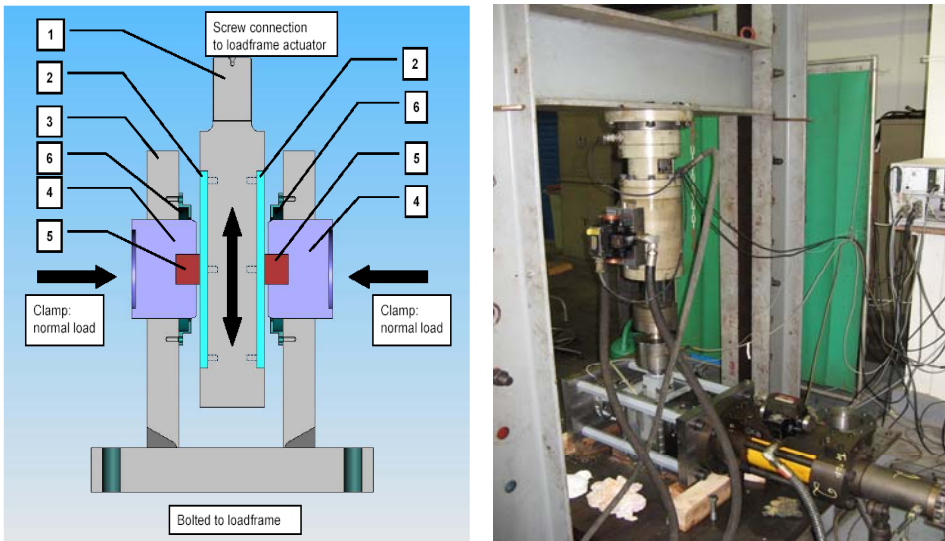 1
Screw connection
to loadframe actuator
2
2
3
6
6
5
4
4
5
Clamp:
normal load
Clamp:
normal load
Bolted to loadframe